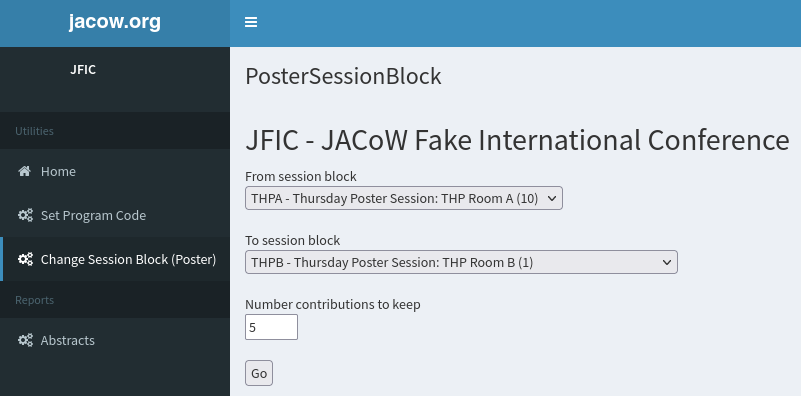 jacow.org
JFIC
Utilities
Home
Set Program Code
Change Session Block (Poster)
Reports
Abstracts
PosterSessionBlock
JFIC - JACoW Fake International Conference
From session block
THPA - Thursday Poster Session: THP Room A (10)
To session block
THPB - Thursday Poster Session: THP Room B (1)
Number contributions to keep
5
Go